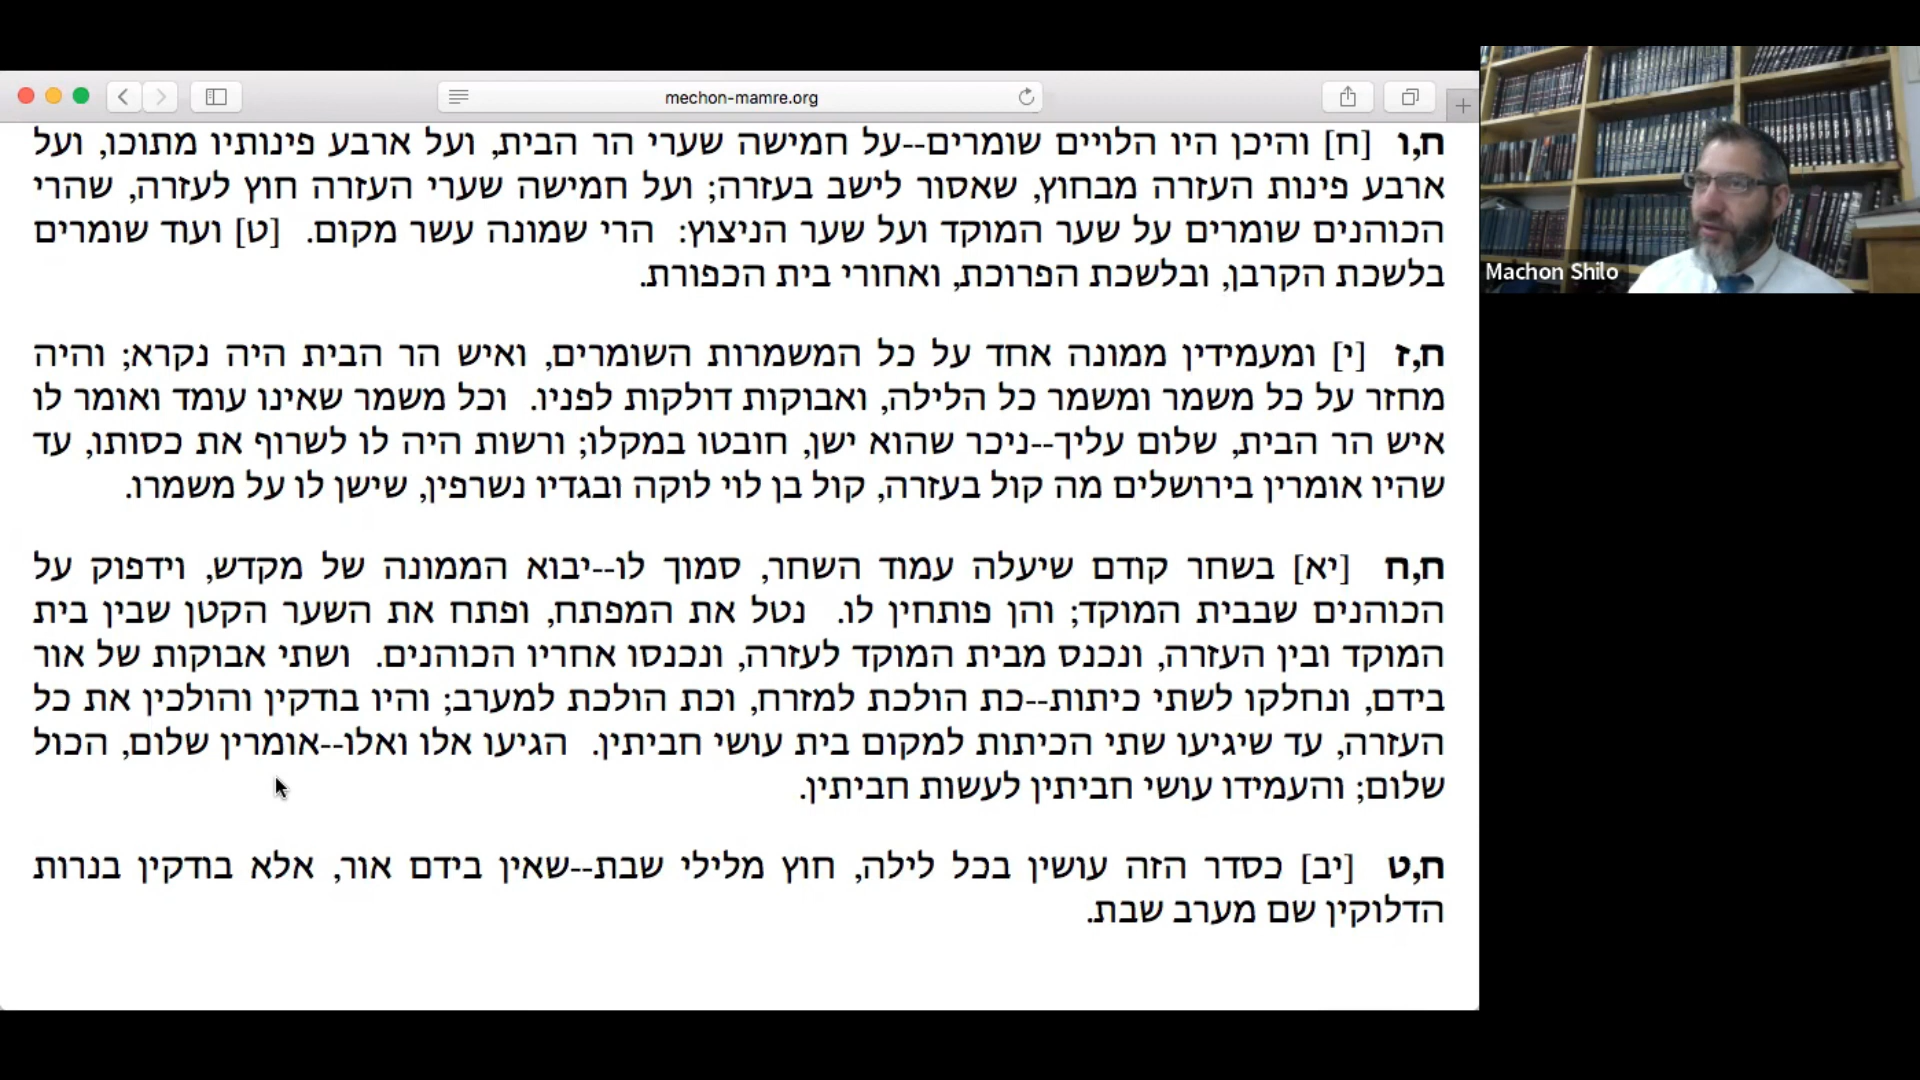 mechon-mamre.org
ח,ו [ח] והיכן היו הלויים שומרים--על חמישה שערי הר הבית, ועל ארבע פינותיו מתוכו, ועל
ארבע פינות העזרה מבחוץ, שאסור לישב בעזרה; ועל חמישה שערי העזרה חוץ לעזרה, שהרי
הכוהנים שומרים על שער המוקד ועל שער הניצוץ: הרי שמונה עשר מקום. [ט] ועוד שומרים
בלשכת הקרבן, ובלשכת הפרוכת, ואחורי בית הכפורת.
ח,ז [י] ומעמידין ממונה אחד על כל המשמרות השומרים, ואיש הר הבית היה נקרא; והיה
מחזר על כל משמר ומשמר כל הלילה, ואבוקות דולקות לפניו. וכל משמר שאינו עומד ואומר לו
איש הר הבית, שלום עליך--ניכר שהוא ישן, חובטו במקלו; ורשות היה לו לשרוף את כסותו, עד
שהיו אומרין בירושלים מה קול בעזרה, קול בן לוי לוקה ובגדיו נשרפין, שישן לו על משמרו.
ח,ח [יא] בשחר קודם שיעלה עמוד השחר, סמוך לו--יבוא הממונה של מקדש, וידפוק על
הכוהנים שבבית המוקד; והן פותחין לו. נטל את המפתח, ופתח את השער הקטן שבין בית
המוקד ובין העזרה, ונכנס מבית המוקד לעזרה, ונכנסו אחריו הכוהנים. ושתי אבוקות של אור
בידם, ונחלקו לשתי כיתות--כת הולכת למזרח, וכת הולכת למערב; והיו בודקין והולכין את כל
העזרה, עד שיגיעו שתי הכיתות למקום בית עושי חביתין. הגיעו אלו ואלו--אומרין שלום, הכול
שלום; והעמידו עושי חביתין לעשות חביתין.
ח,ט [יב] כסדר הזה עושין בכל לילה, חוץ מלילי שבת--שאין בידם אור, אלא בודקין בנרות
הדלוקין שם מערב שבת.
Machon Shilo